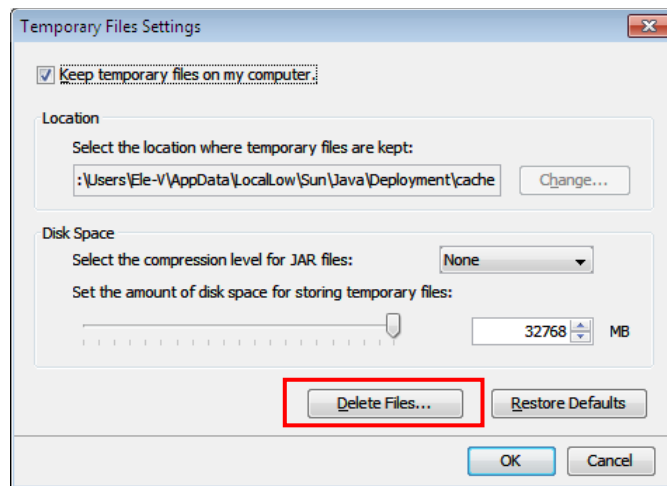 Temporary Files Settings
Keep temporary files on my computer.
Location
Select the location where temporary files are kept:
:\Users\Ele-V\AppData\LocalLow\Sun\Java\Deployment\cache
Change...
Disk Space
Select the compression level for JAR files:
None
Set the amount of disk space for storing temporary files:
32768
MB
Delete Files...
Restore Defaults
OK
Cancel